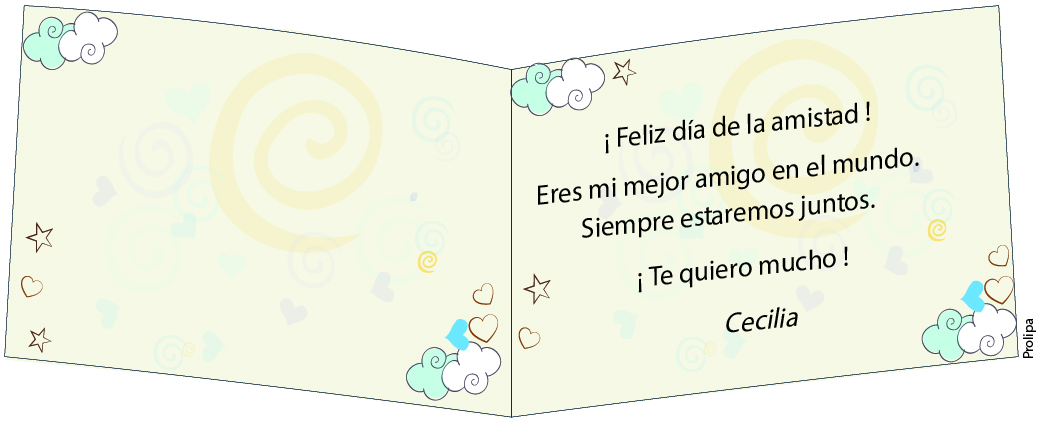 ¡ Feliz día de la amistad !
Eres mi mejor amigo en el mundo.
Siempre estaremos juntos.
¡ Te quiero mucho !
Cecilia
Prolipa